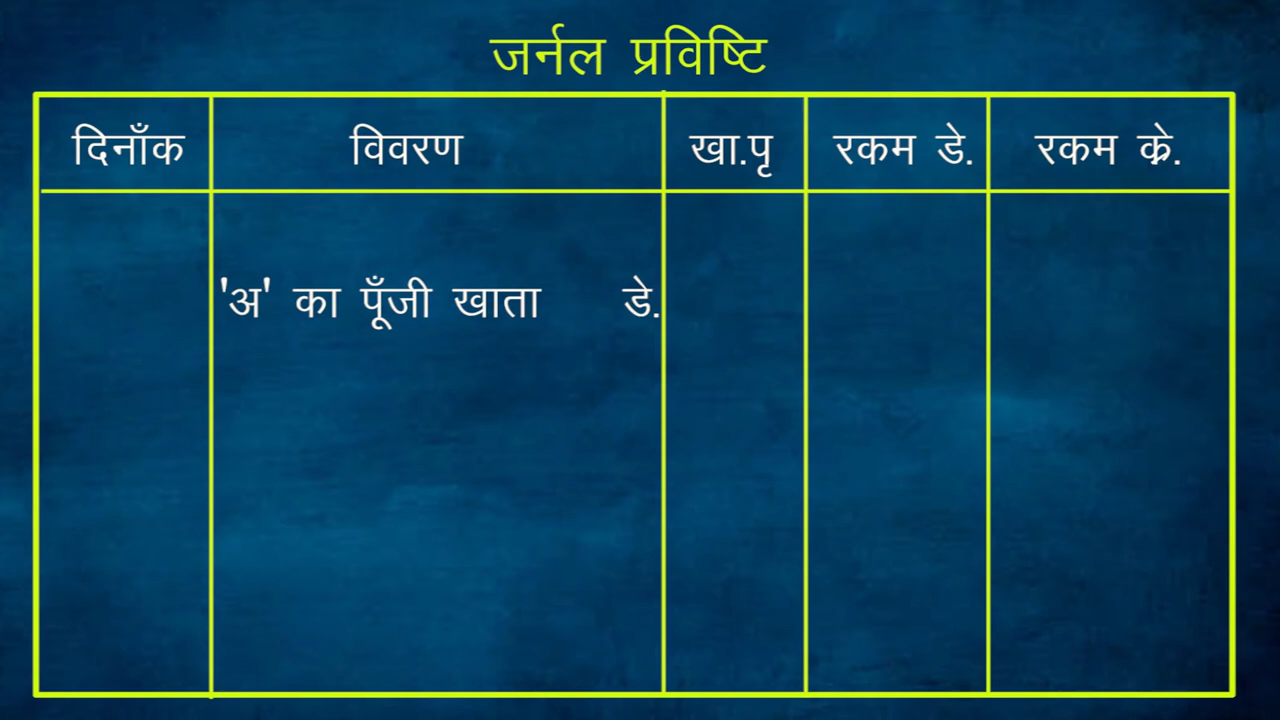 जर्नल प्रविष्टि
दिनाँक विवरण खा.पृ रकम डे. रकम क्रे.
'अ' का पूँजी खाता डे.